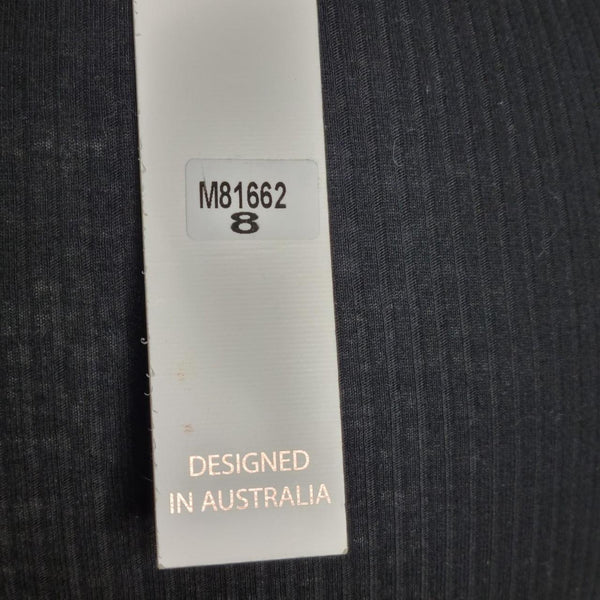 M81662
8
DESIGNED
IN AUSTRALIA